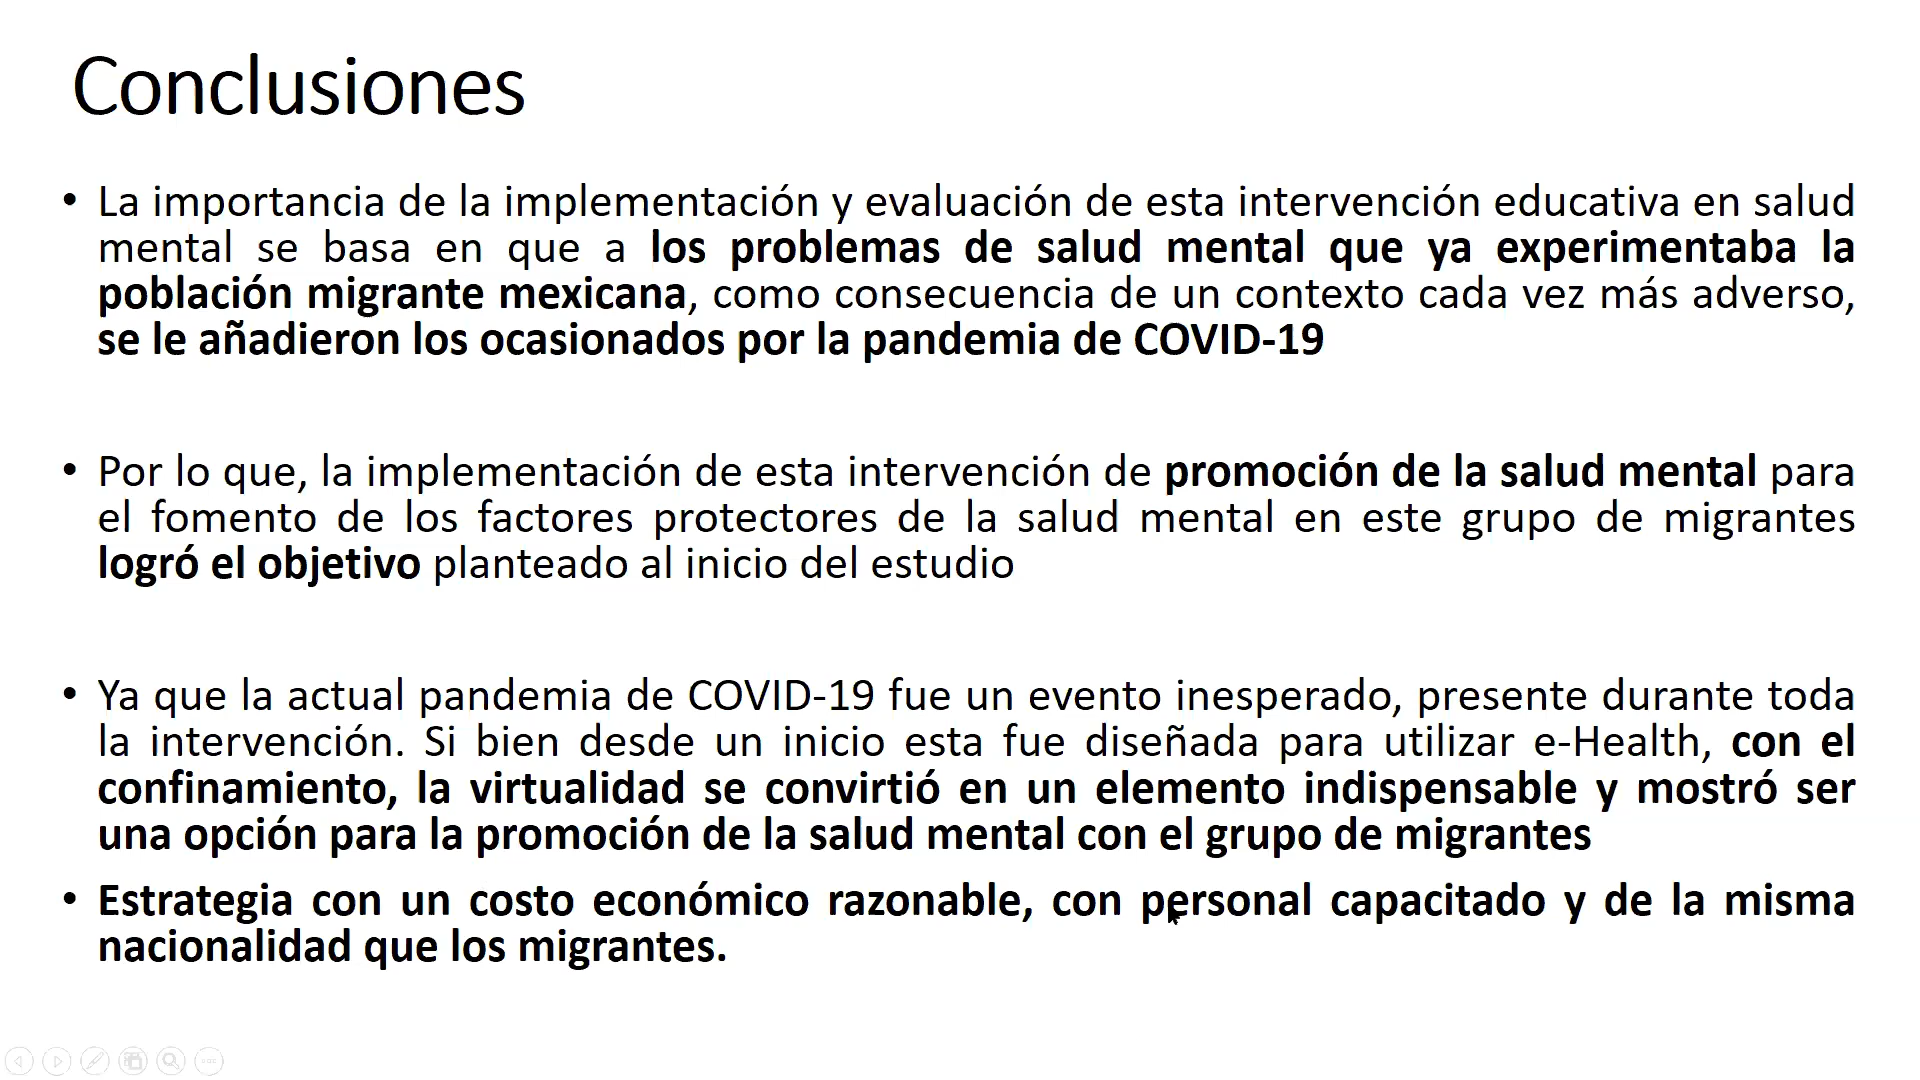 Conclusiones
• La importancia de la implementación y evaluación de esta intervención educativa en salud
mental se basa en que a los problemas de salud mental que ya experimentaba la
población migrante mexicana, como consecuencia de un contexto cada vez más adverso,
se le añadieron los ocasionados por la pandemia de COVID-19
• Por lo que, la implementación de esta intervención de promoción de la salud mental para
el fomento de los factores protectores de la salud mental en este grupo de migrantes
logró el objetivo planteado al inicio del estudio
• Ya que la actual pandemia de COVID-19 fue un evento inesperado, presente durante toda
la intervención. Si bien desde un inicio esta fue diseñada para utilizar e-Health, con el
confinamiento, la virtualidad se convirtió en un elemento indispensable y mostró ser
una opción para la promoción de la salud mental con el grupo de migrantes
• Estrategia con un costo económico razonable, con personal capacitado y de la misma
nacionalidad que los migrantes.